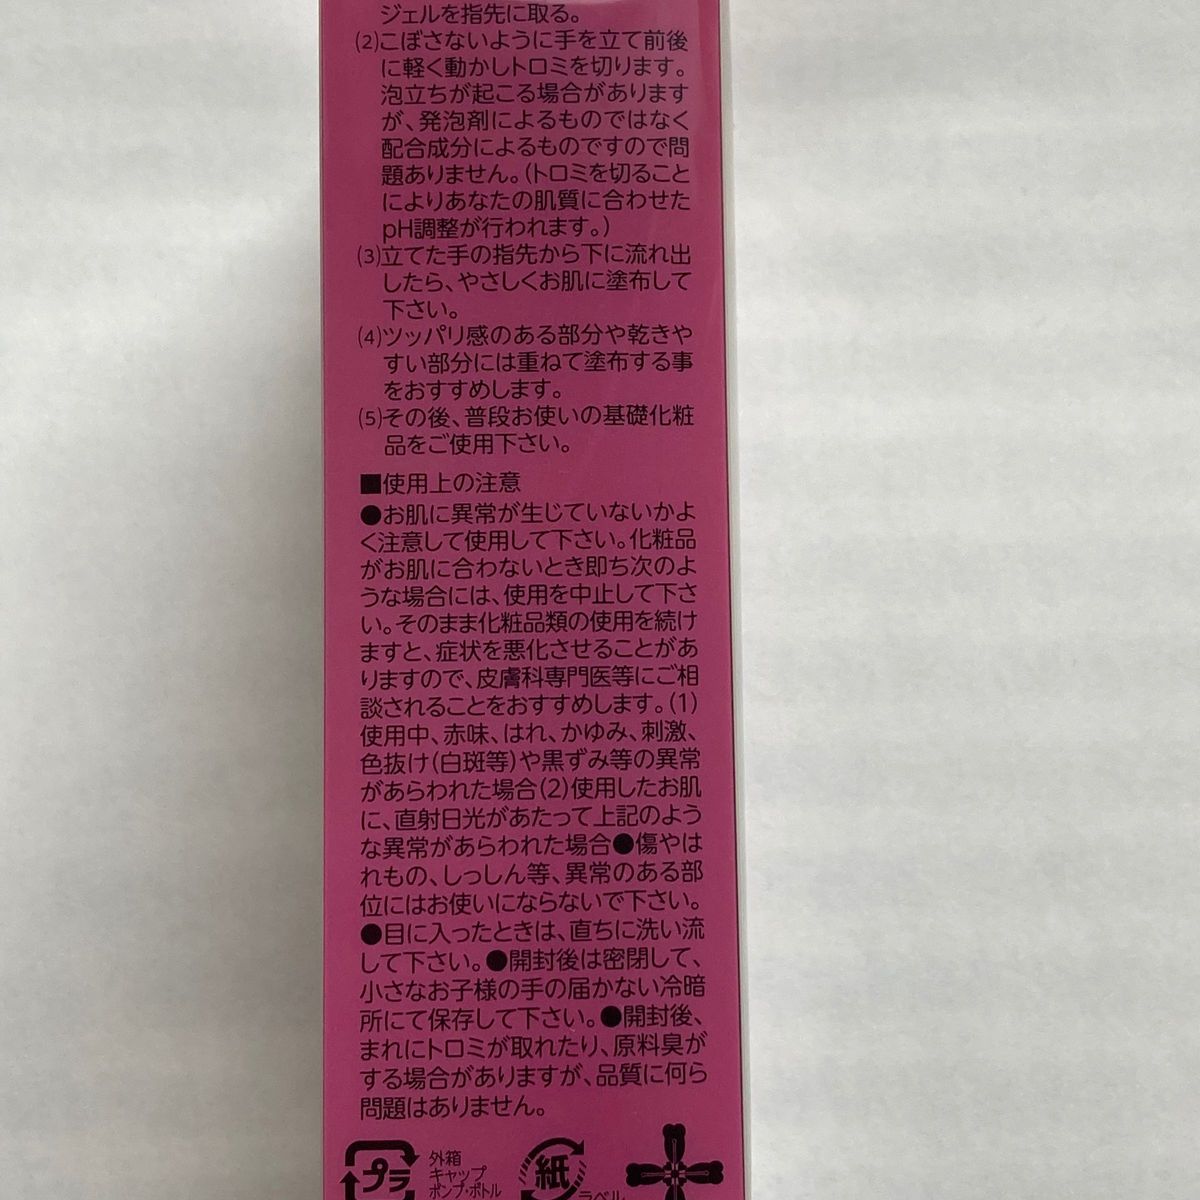 ジェルを指先に取る。
(2)こぼさないように手を立て前後
に軽く動かしトロミを切ります。
泡立ちが起こる場合があります
が、発泡剤によるものではなく
配合成分によるものですので問
題ありません。(トロミを切ること
によりあなたの肌質に合わせた
pH調整が行われます。)
(3)立てた手の指先から下に流れ出
したら、やさしくお肌に塗布して
下さい。
(4)ツッパリ感のある部分や乾きや
すい部分には重ねて塗布する事
をおすすめします。
(5)その後、普段お使いの基礎化粧
品をご使用下さい。
■使用上の注意
●お肌に異常が生じていないかよ
く注意して使用して下さい。化粧品
がお肌に合わないとき即ち次のよ
うな場合には、使用を中止して下さ
い。そのまま化粧品類の使用を続け
ますと、症状を悪化させることがあ
りますので、皮膚科専門医等にご相
談されることをおすすめします。(1)
使用中、赤味、はれ、かゆみ、刺激、
色抜け(白斑等)や黒ずみ等の異常
があらわれた場合(2)使用したお肌
に、直射日光があたって上記のよう
な異常があらわれた場合●傷やは
れもの、しっしん等、異常のある部
位にはお使いにならないで下さい。
●目に入ったときは、直ちに洗い流
して下さい。●開封後は密閉して、
小さなお子様の手の届かない冷暗
所にて保存して下さい。●開封後、
まれにトロミが取れたり、原料臭が
する場合がありますが、品質に何ら
問題はありません。
プラ
外箱
キャップ
ポンプ・ボトル
紙
ラベル